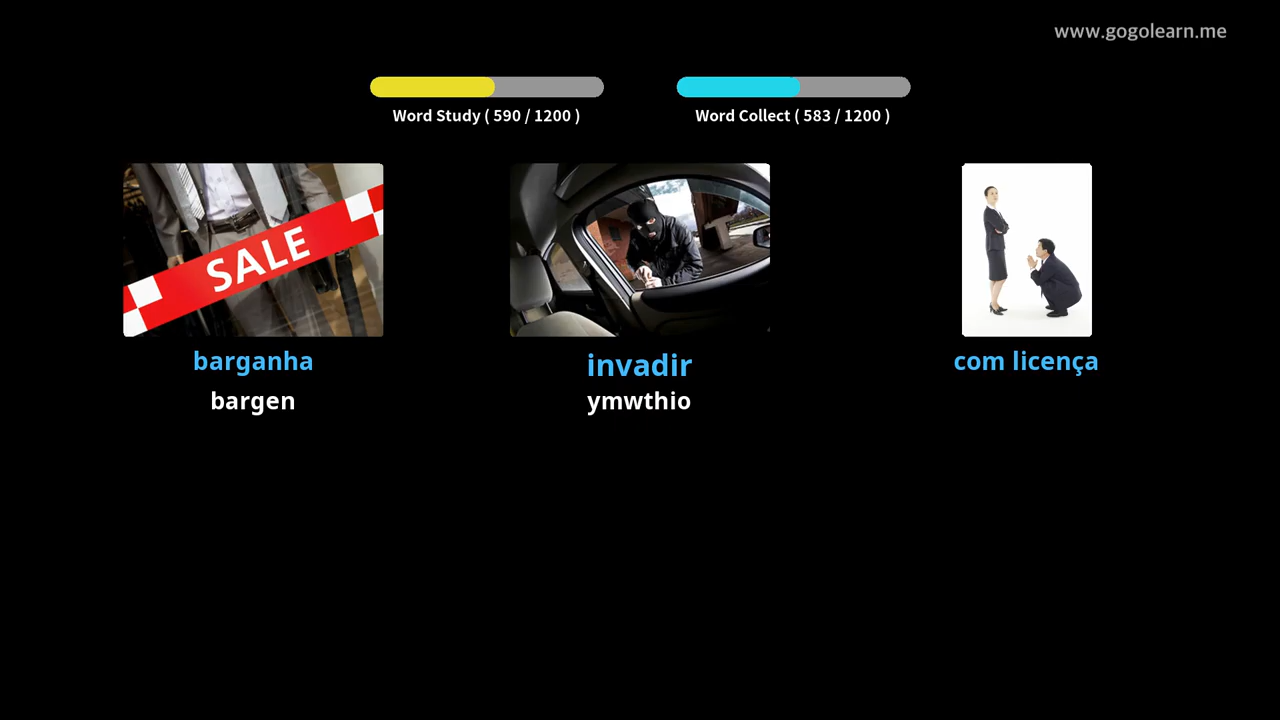 www.gogolearn.me
Word Study ( 590 / 1200 )
Word Collect ( 583 / 1200 )
SALE
barganha
invadir
com licença
bargen
ymwthio